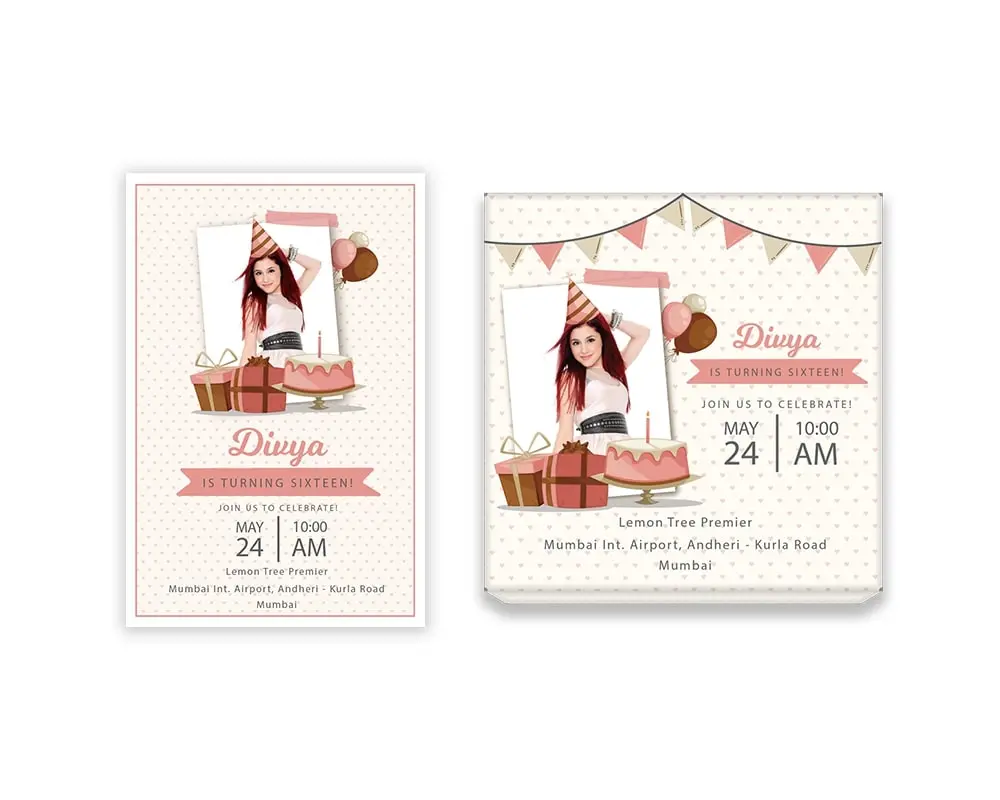 Divya
IS TURNING SIXTEEN!
JOIN US TO CELEBRATE!
MAY 10:00
24 AM
Lemon Tree Premier
Mumbai Int. Airport, Andheri - Kurla Road
Mumbai
Divya
IS TURNING SIXTEEN!
JOIN US TO CELEBRATE!
MAY 10:00
24 AM
Lemon Tree Premier
Mumbai Int. Airport, Andheri - Kurla Road
Mumbai